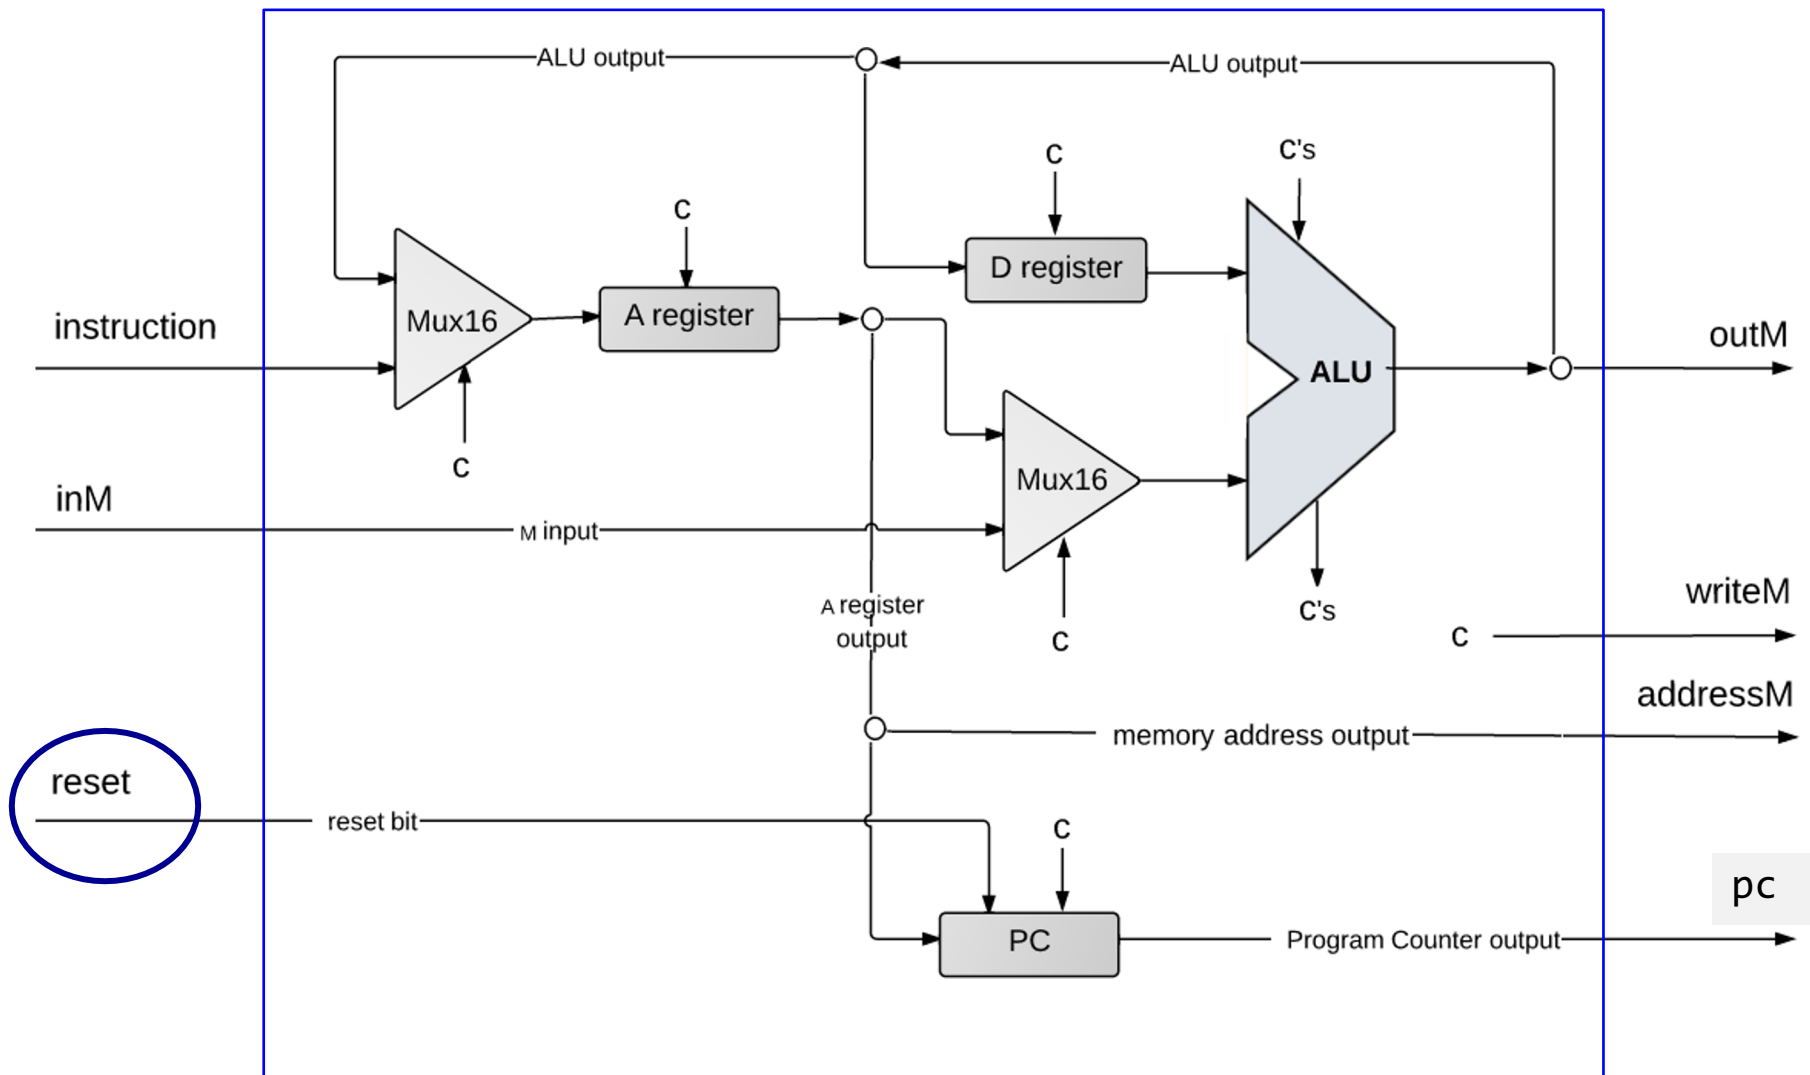 ALU output
ALU output
c's
c
c
instruction
Mux16
A register
D register
outM
ALU
c
inM
M input
Mux16
c's
writeM
A register
output
c
c
addressM
memory address output
reset
reset bit
c
pc
PC
Program Counter output